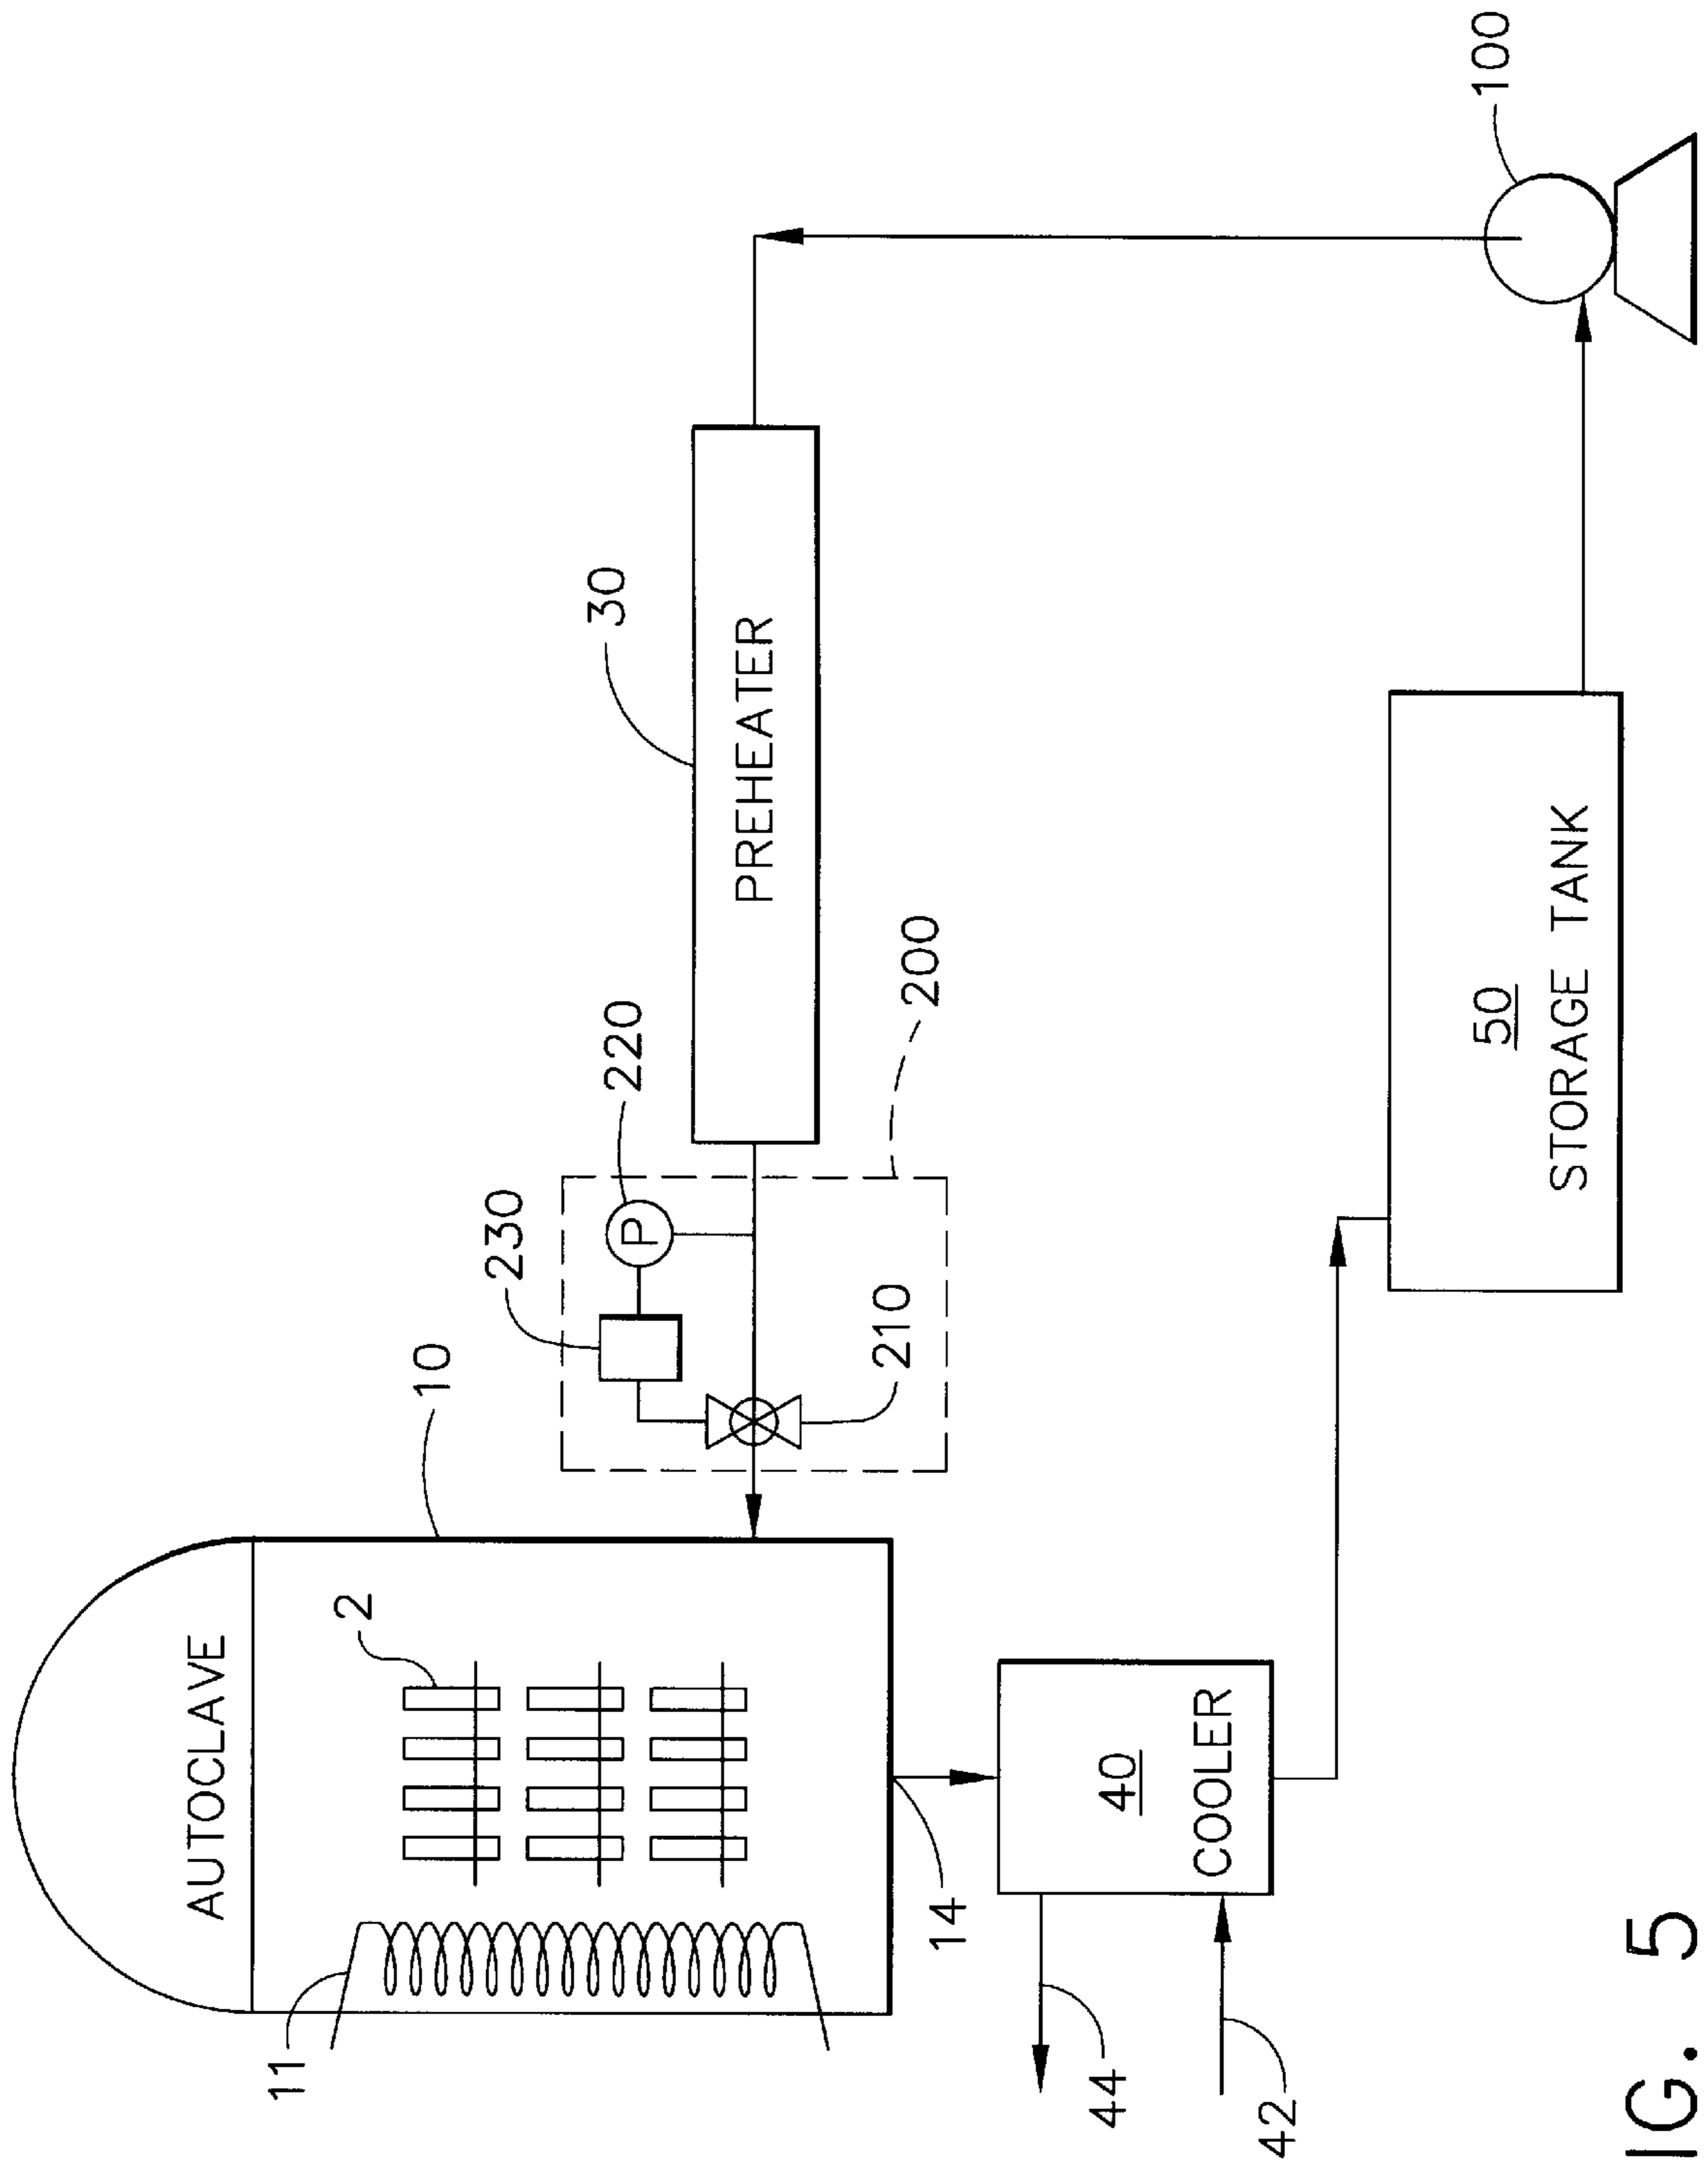 AUTOCLAVE
10
2
11
14
230
220
P
210
200
30
PREHEATER
100
40
COOLER
44
42
50
STORAGE TANK
IG. 5